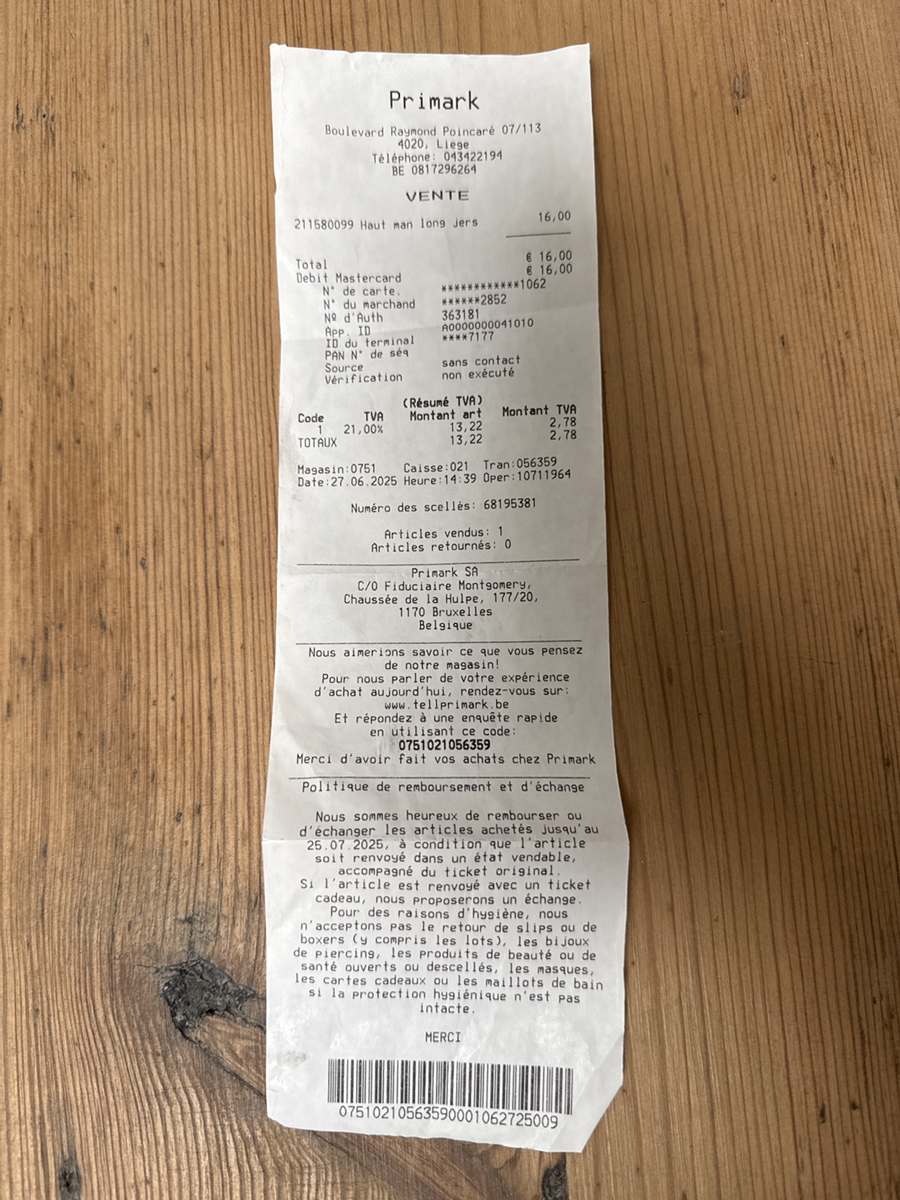 Primark
Boulevard Raymond Poincaré 07/113
4020, Liege
Téléphone: 043422194
BE 0817296264
VENTE
211580099 Haut man long jers 16,00
Total € 16,00
Debit Mastercard € 16,00
N° de carte. ************1062
N° du marchand ******2852
Nº d'Auth 363181
App. ID A0000000041010
ID du terminal ****7177
PAN N° de séq
Source sans contact
Vérification non exécuté
(Résumé TVA)
Code TVA Montant art Montant TVA
1 21,00% 13,22 2,78
TOTAUX 13,22 2,78
Magasin:0751 Caisse:021 Tran:056359
Date:27.06.2025 Heure:14:39 Oper:10711964
Numéro des scellés: 68195381
Articles vendus: 1
Articles retournés: 0
Primark SA
C/O Fiduciaire Montgomery,
Chaussée de la Hulpe, 177/20,
1170 Bruxelles
Belgique
Nous aimerions savoir ce que vous pensez
de notre magasin!
Pour nous parler de votre expérience
d'achat aujourd'hui, rendez-vous sur:
www.tellprimark.be
Et répondez à une enquête rapide
en utilisant ce code:
0751021056359
Merci d'avoir fait vos achats chez Primark
Politique de remboursement et d'échange
Nous sommes heureux de rembourser ou
d'échanger les articles achetés jusqu'au
25.07.2025, à condition que l'article
soit renvoyé dans un état vendable,
accompagné du ticket original.
Si l'article est renvoyé avec un ticket
cadeau, nous proposerons un échange.
Pour des raisons d'hygiène, nous
n'acceptons pas le retour de slips ou de
boxers (y compris les lots), les bijoux
de piercing, les produits de beauté ou de
santé ouverts ou descellés, les masques,
les cartes cadeaux ou les maillots de bain
si la protection hygiénique n'est pas
intacte.
MERCI
07510210563590001062725009